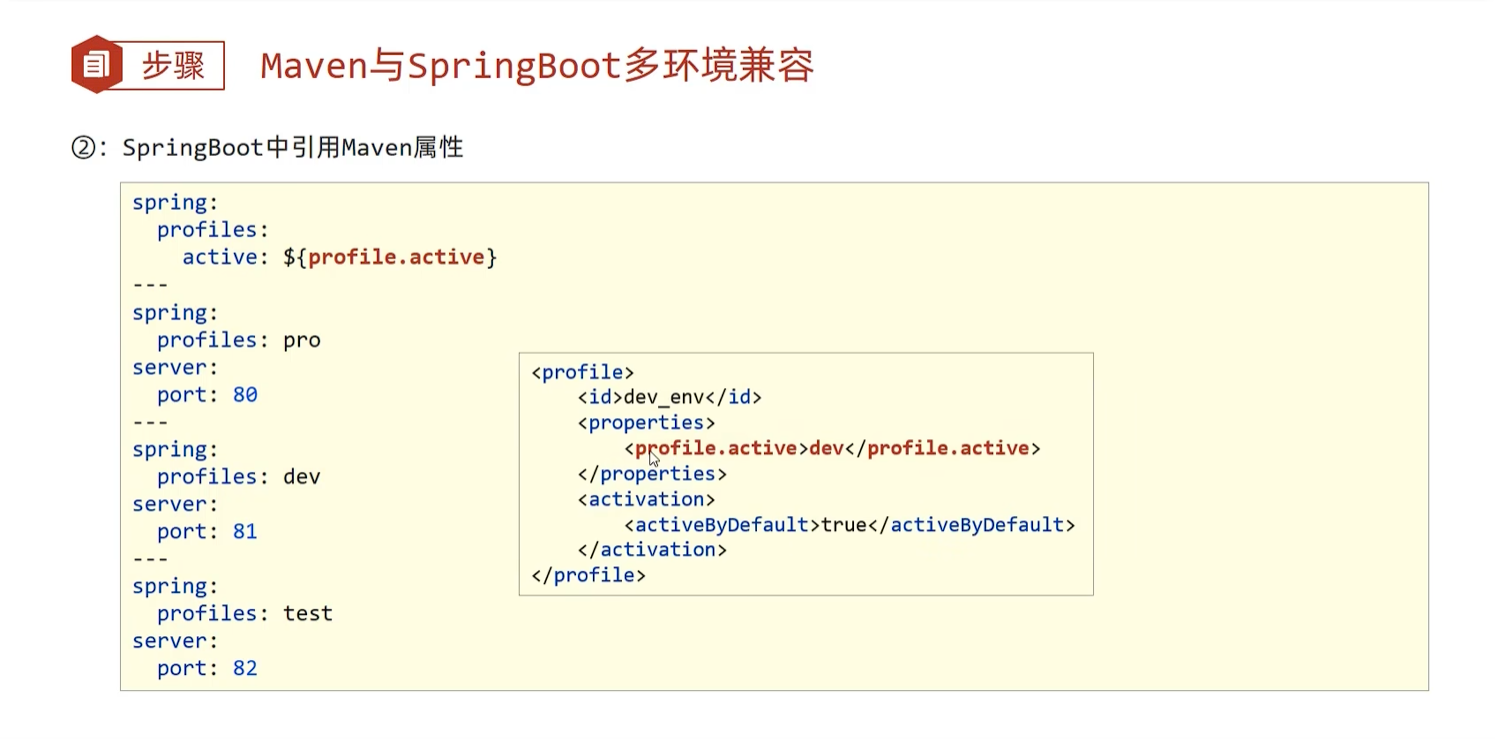 步骤 Maven与SpringBoot多环境兼容
②：SpringBoot中引用Maven属性
spring:
  profiles:
    active: ${profile.active}
---
spring:
  profiles: pro
server:
  port: 80
---
spring:
  profiles: dev
server:
  port: 81
---
spring:
  profiles: test
server:
  port: 82
<profile>
    <id>dev_env</id>
    <properties>
        <profile.active>dev</profile.active>
    </properties>
    <activation>
        <activeByDefault>true</activeByDefault>
    </activation>
</profile>